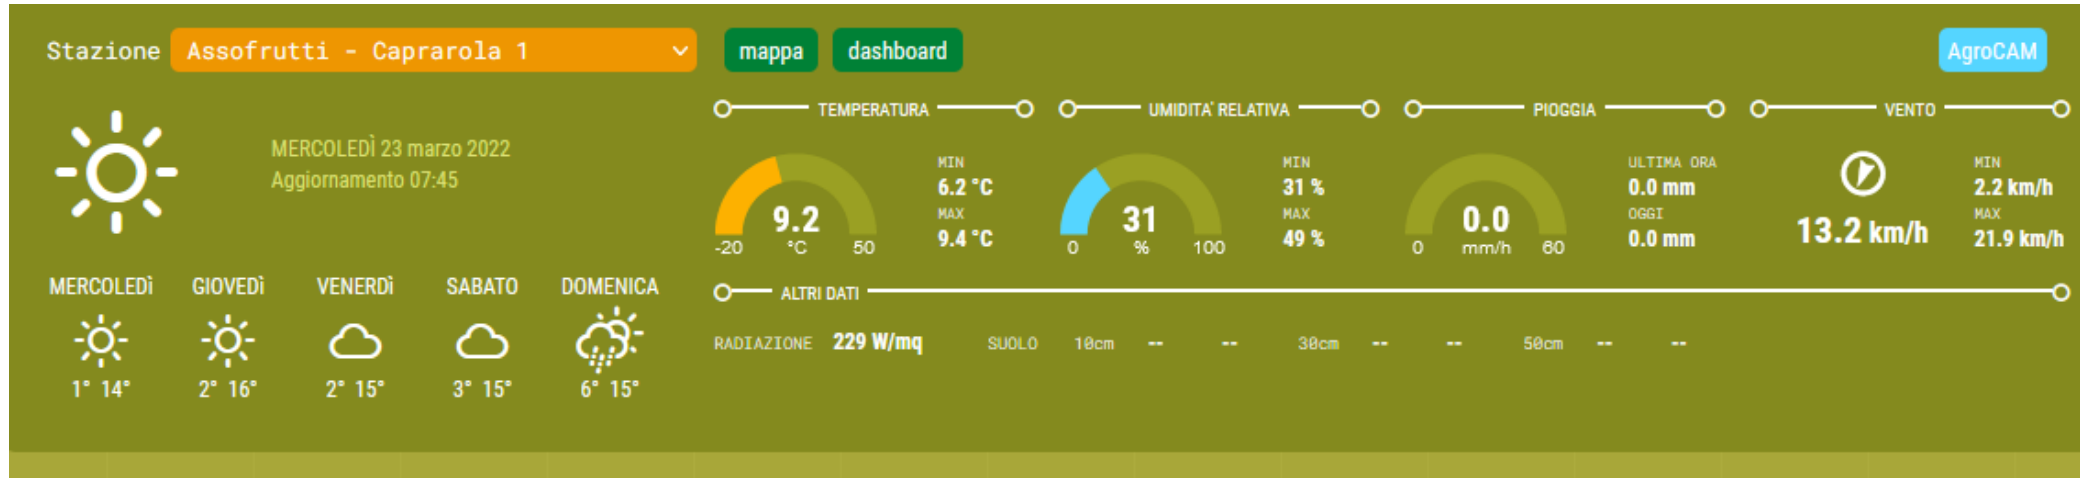 Stazione Assofrutti - Caprarola 1 mappa dashboard AgroCAM
MERCOLEDÌ 23 marzo 2022
Aggiornamento 07:45
MERCOLEDÌ GIOVEDÌ VENERDÌ SABATO DOMENICA
1° 14° 2° 16° 2° 15° 3° 15° 6° 15°
TEMPERATURA
9.2
°C
-20 50
MIN
6.2 °C
MAX
9.4 °C
UMIDITA' RELATIVA
31
%
0 100
MIN
31 %
MAX
49 %
PIOGGIA
0.0
mm/h
0 60
ULTIMA ORA
0.0 mm
OGGI
0.0 mm
VENTO
13.2 km/h
MIN
2.2 km/h
MAX
21.9 km/h
ALTRI DATI
RADIAZIONE 229 W/mq SUOLO 10cm -- -- 30cm -- -- 50cm -- --